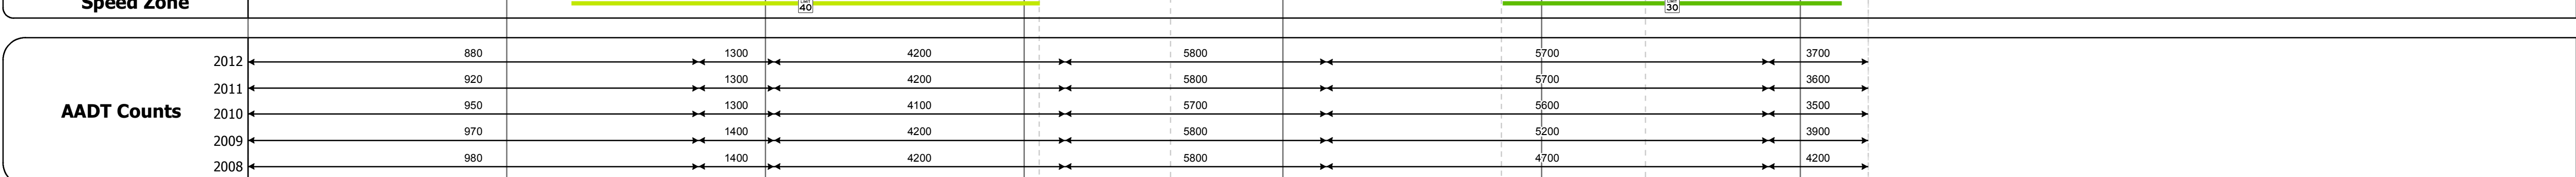 Speed Zone
LIMIT 40 LIMIT 30
AADT Counts
2012 880 1300 4200 5800 5700 3700
2011 920 1300 4200 5800 5700 3600
2010 950 1300 4100 5700 5600 3500
2009 970 1400 4200 5800 5200 3900
2008 980 1400 4200 5800 4700 4200